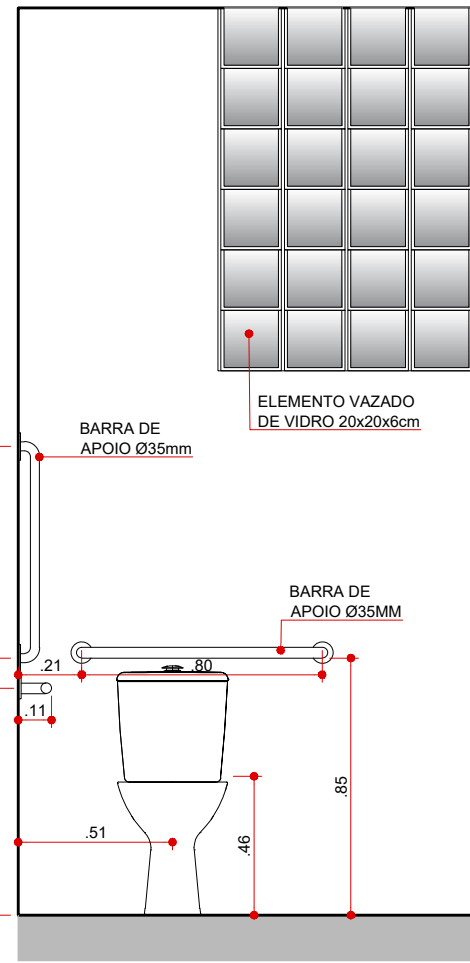 ELEMENTO VAZADO
DE VIDRO 20x20x6cm
BARRA DE
APOIO Ø35mm
BARRA DE
APOIO Ø35MM
.21
.80
.11
.85
.51
.46